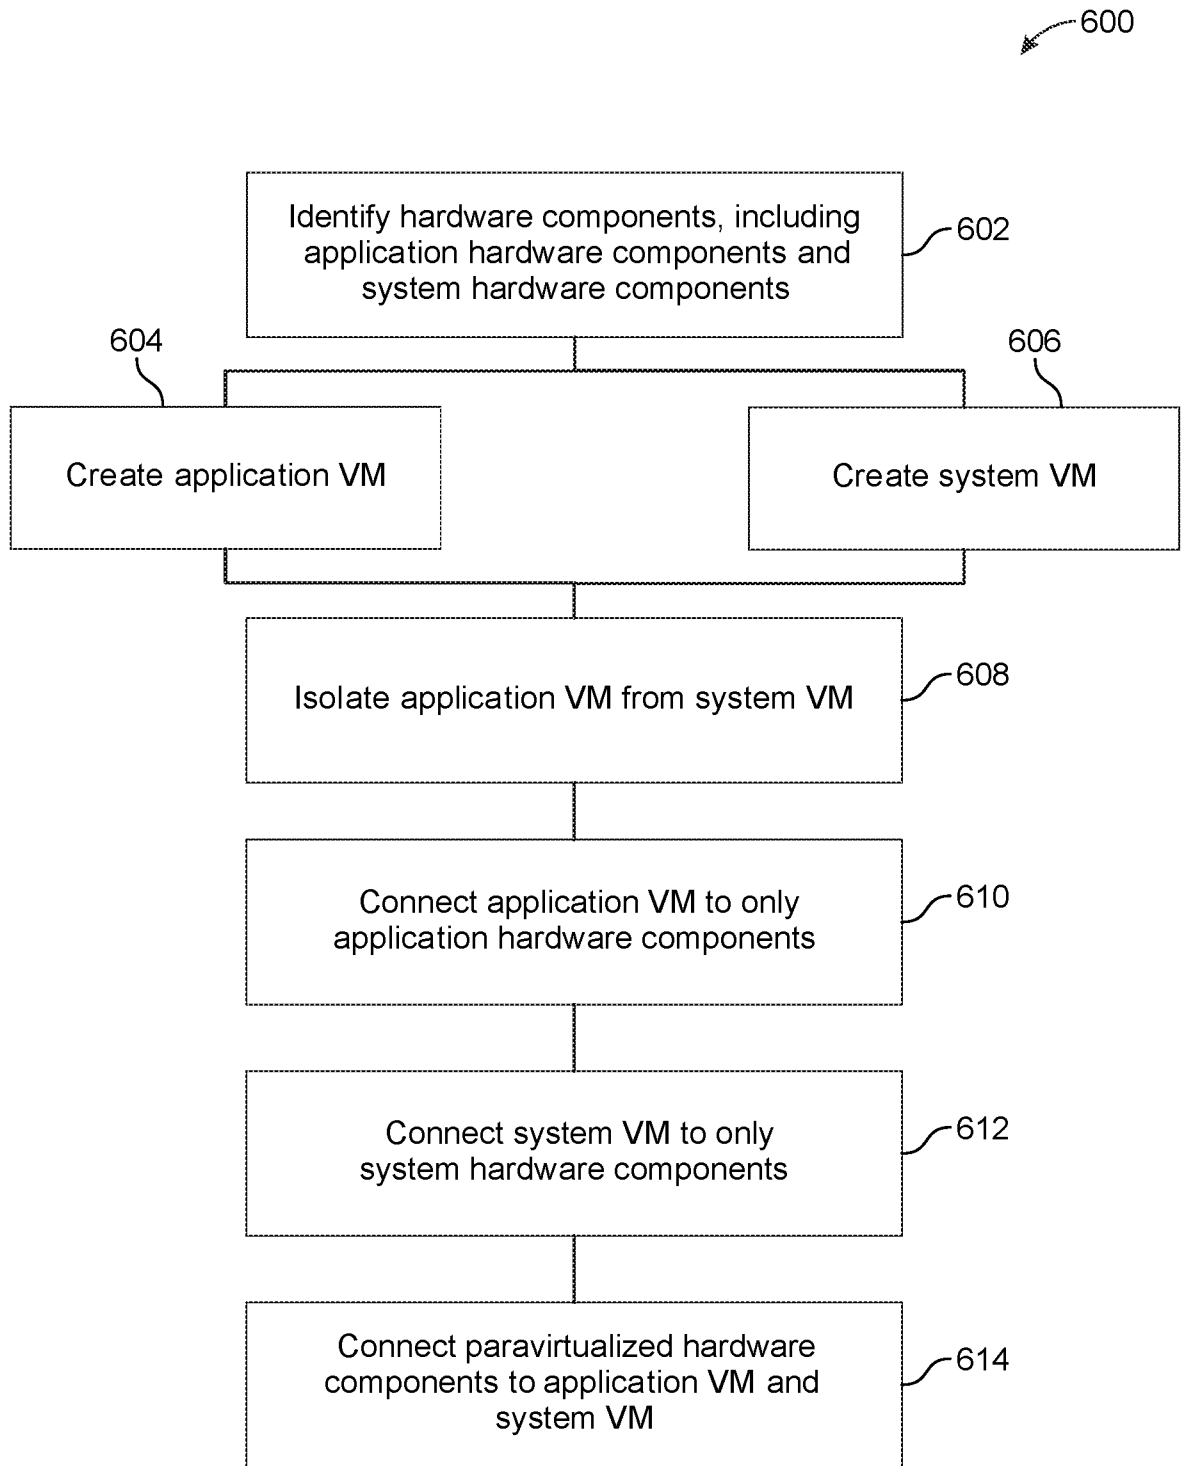 600
Identify hardware components, including
application hardware components and
system hardware components
602
604
606
Create application VM
Create system VM
Isolate application VM from system VM
608
Connect application VM to only
application hardware components
610
Connect system VM to only
system hardware components
612
Connect paravirtualized hardware
components to application VM and
system VM
614